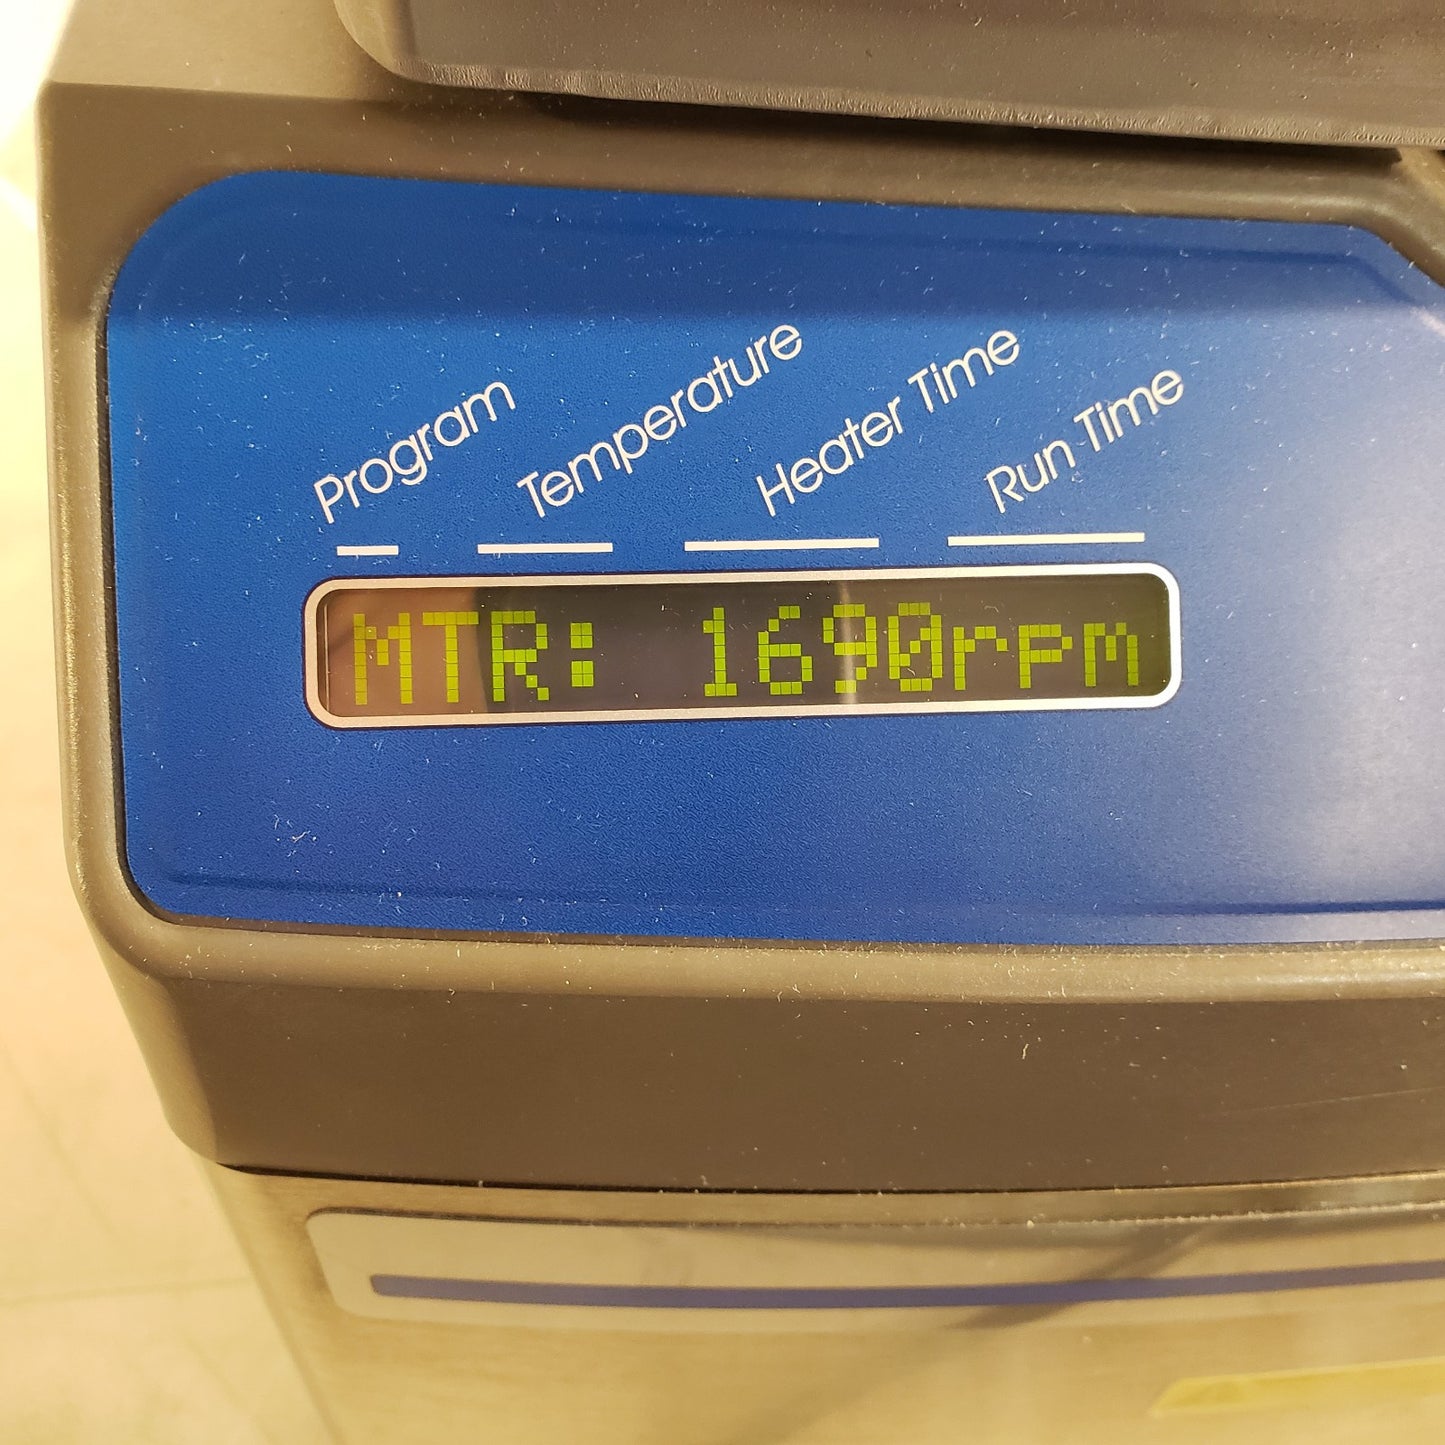 Program
Temperature
Heater Time
Run Time
MTR: 1690rpm